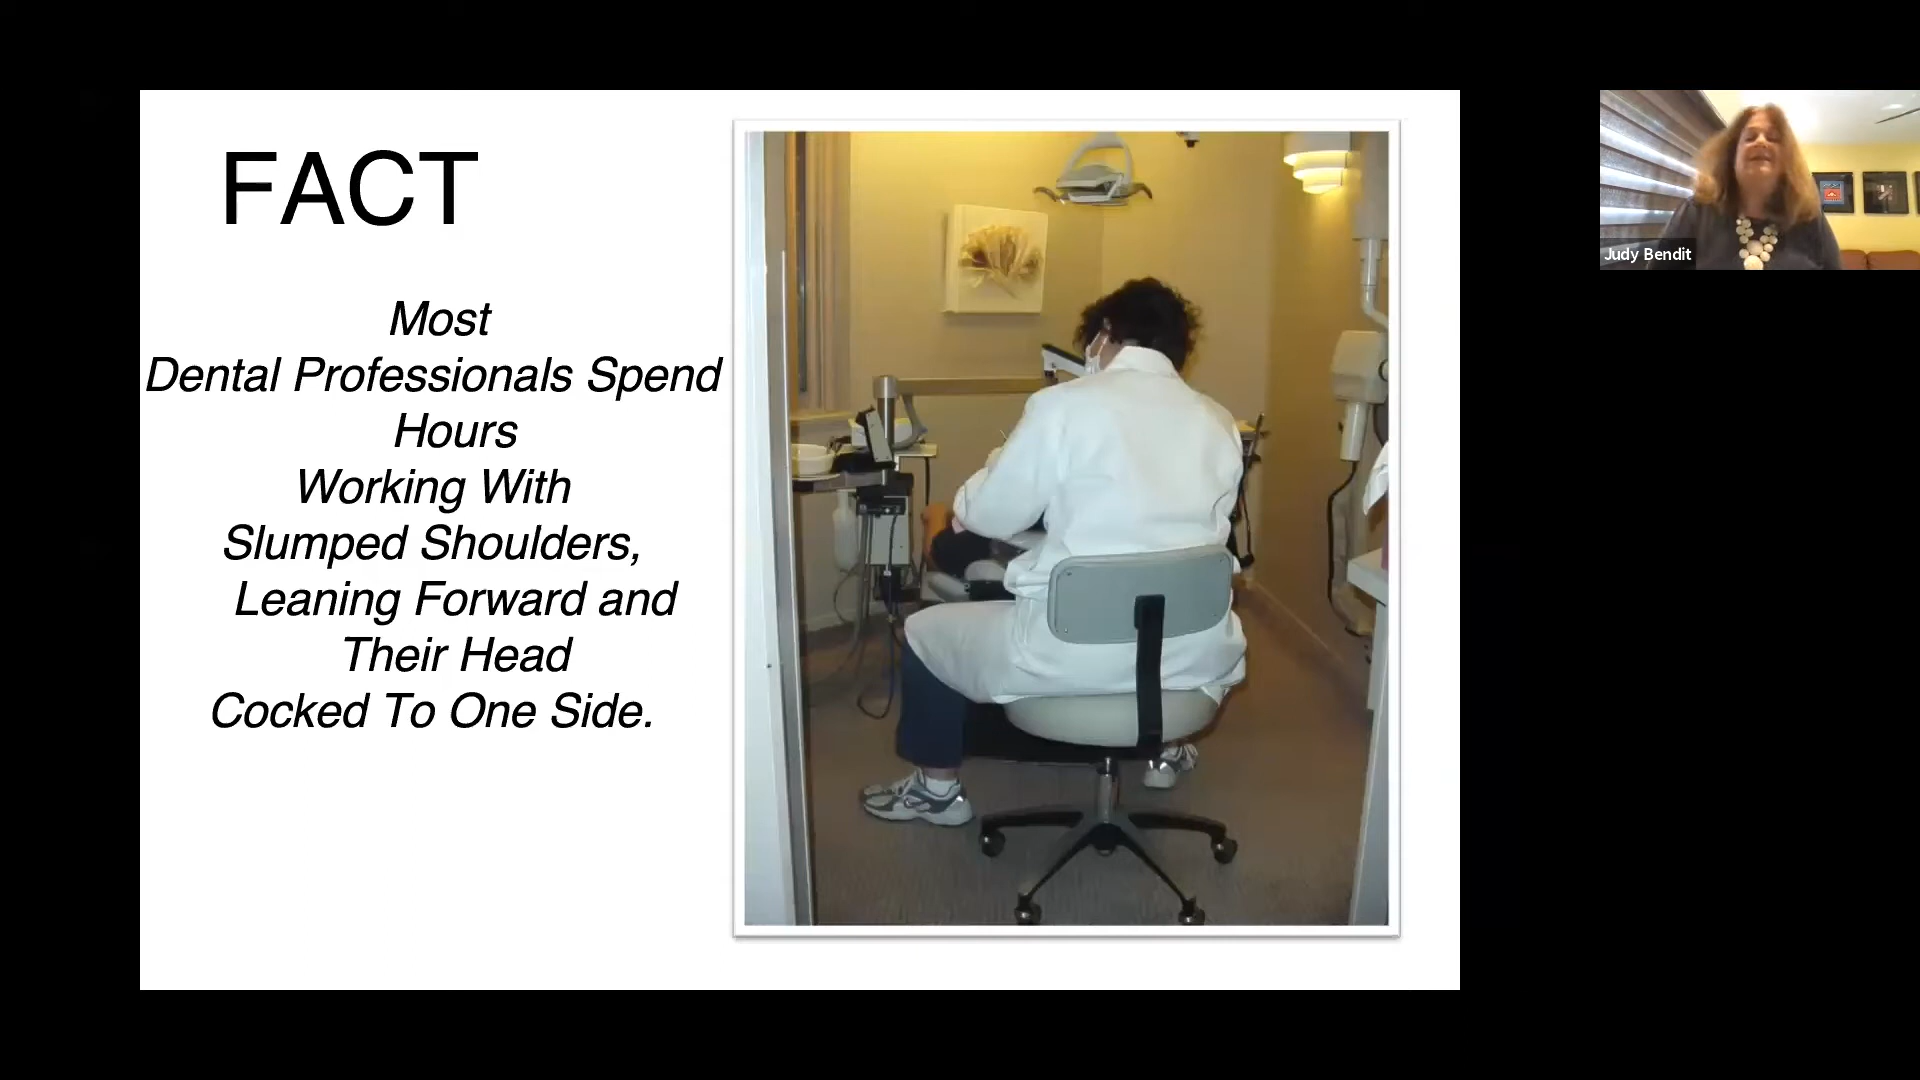 FACT
Most
Dental Professionals Spend
Hours
Working With
Slumped Shoulders,
Leaning Forward and
Their Head
Cocked To One Side.
Judy Bendit